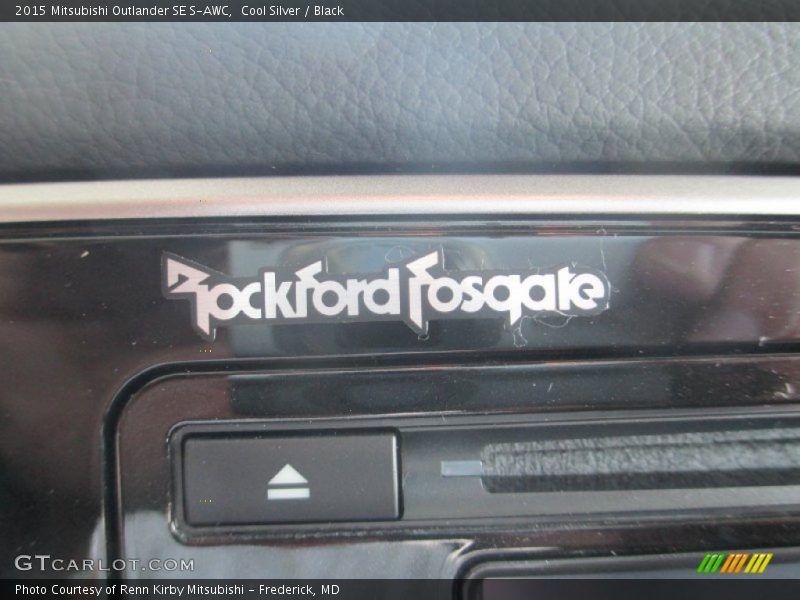 2015 Mitsubishi Outlander SE S-AWC,  Cool Silver / Black
Rockford Fosgate
GTCARLOT.COM
Photo Courtesy of Renn Kirby Mitsubishi - Frederick, MD